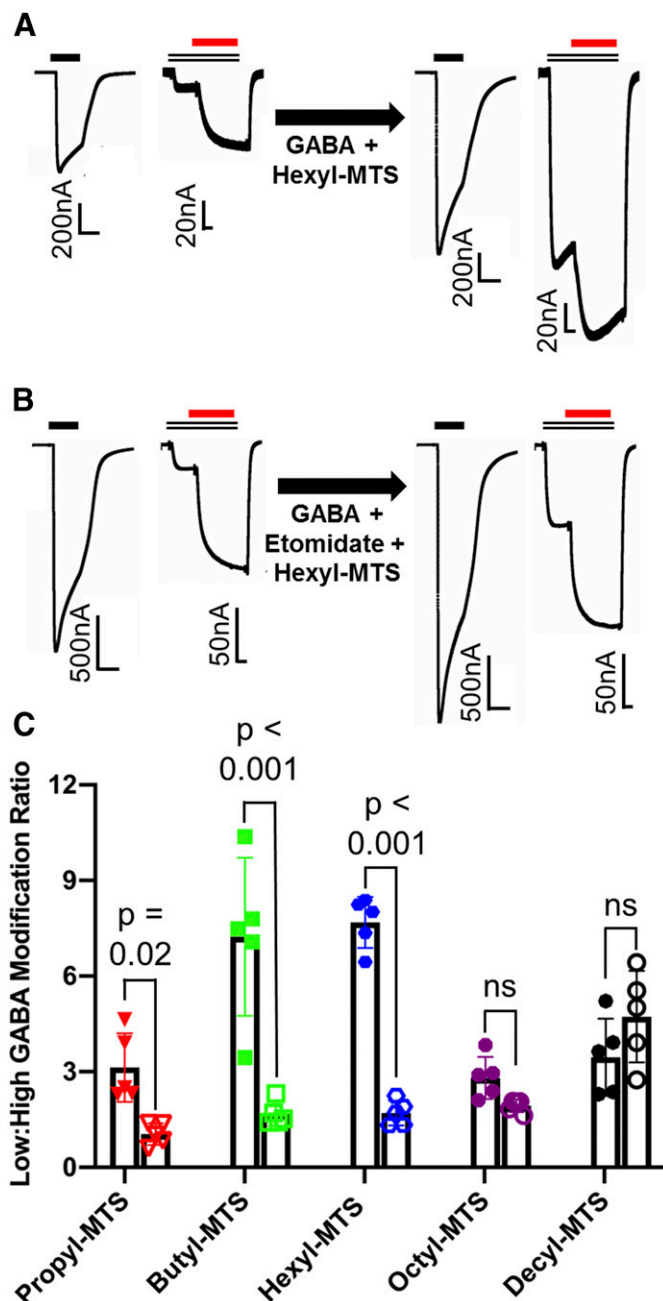 A
GABA +
Hexyl-MTS
200nA
20nA
200nA
20nA
B
GABA +
Etomidate +
Hexyl-MTS
500nA
50nA
500nA
50nA
C
Low:High GABA Modification Ratio
12
9
6
3
0
p =
0.02
p <
0.001
p <
0.001
ns
ns
Propyl-MTS
Butyl-MTS
Hexyl-MTS
Octyl-MTS
Decyl-MTS